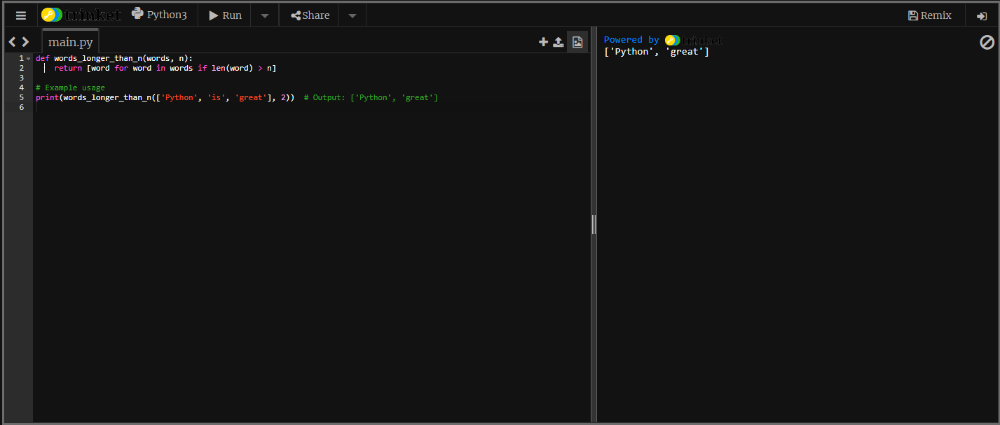 trinket Python3 Run Share Remix
main.py
1 def words_longer_than_n(words, n):
2     return [word for word in words if len(word) > n]
3
4 # Example usage
5 print(words_longer_than_n(['Python', 'is', 'great'], 2))  # Output: ['Python', 'great']
6
Powered by trinket
['Python', 'great']